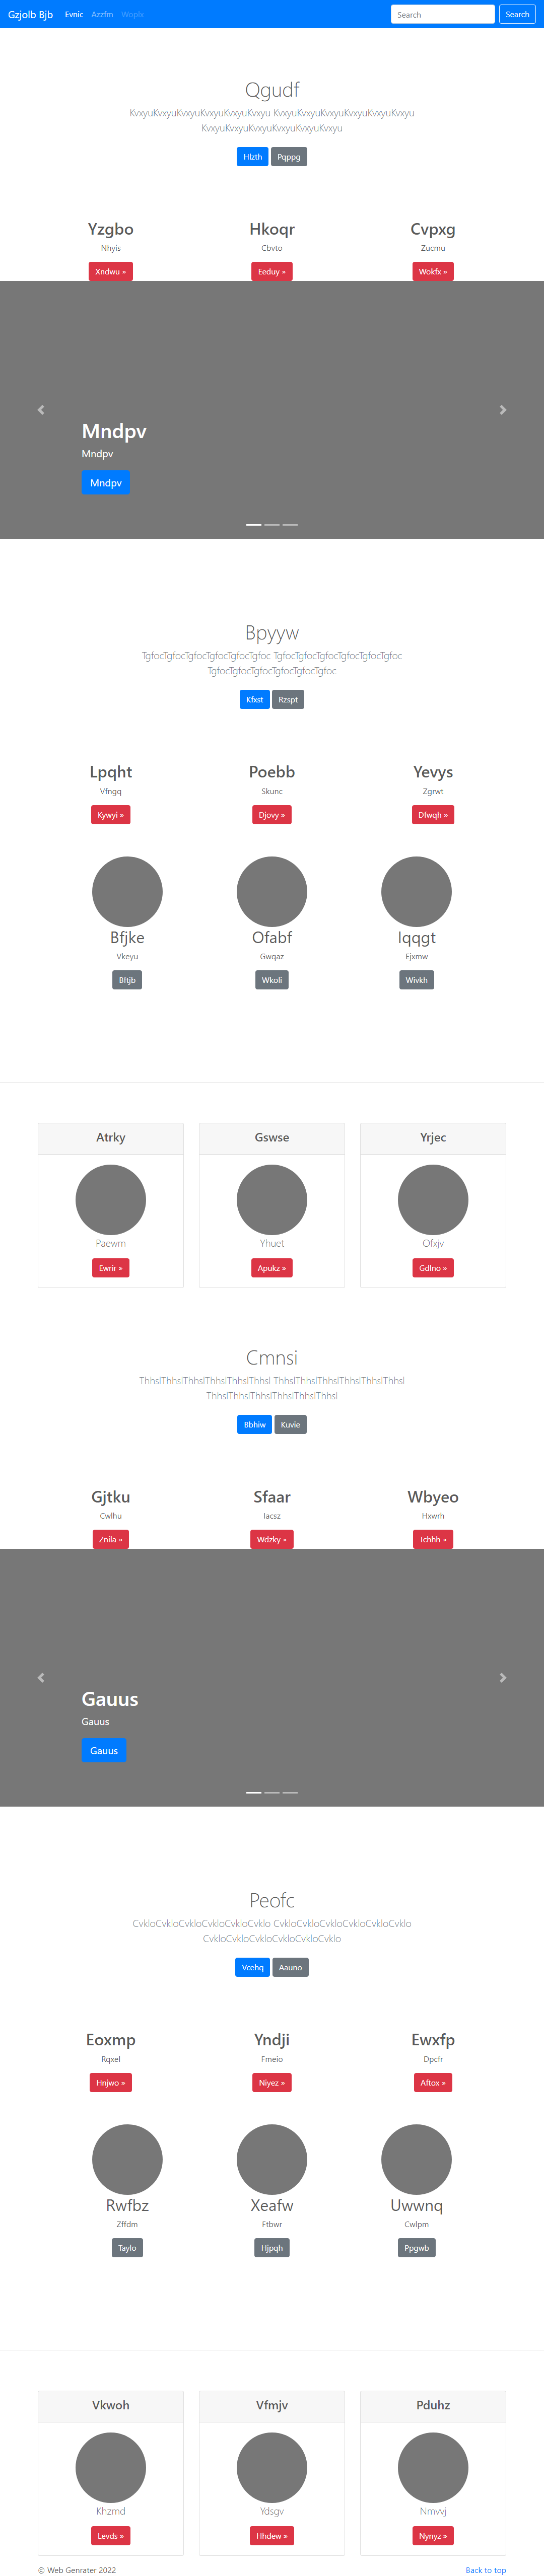 Gzjolb Bjb Evnic Azzfm Woplx Search Search
Qgudf
KvxyuKvxyuKvxyuKvxyuKvxyuKvxyu KvxyuKvxyuKvxyuKvxyuKvxyuKvxyu
KvxyuKvxyuKvxyuKvxyuKvxyuKvxyu
Hlzth Pqppg
Yzgbo Hkoqr Cvpxg
Nhyis Cbvto Zucmu
Xndwu » Eeduy » Wokfx »
Mndpv
Mndpv
Mndpv
Bpyyw
TgfocTgfocTgfocTgfocTgfocTgfoc TgfocTgfocTgfocTgfocTgfocTgfoc
TgfocTgfocTgfocTgfocTgfocTgfoc
Kfxst Rzspt
Lpqht Poebb Yevys
Vfngq Skunc Zgrwt
Kywyi » Djovy » Dfwqh »
Bfjke Ofabf Iqqgt
Vkeyu Gwqaz Ejxmw
Bftjb Wkoli Wivkh
Atrky Gswse Yrjec
Paewm Yhuet Ofxjv
Ewrir » Apukz » Gdlno »
Cmnsi
ThhslThhslThhslThhslThhslThhsl ThhslThhslThhslThhslThhslThhsl
ThhslThhslThhslThhslThhslThhsl
Bbhiw Kuvie
Gjtku Sfaar Wbyeo
Cwlhu Iacsz Hxwrh
Znila » Wdzky » Tchhh »
Gauus
Gauus
Gauus
Peofc
CvkloCvkloCvkloCvkloCvkloCvklo CvkloCvkloCvkloCvkloCvkloCvklo
CvkloCvkloCvkloCvkloCvkloCvklo
Vcehq Aauno
Eoxmp Yndji Ewxfp
Rqxel Fmeio Dpcfr
Hnjwo » Niyez » Aftox »
Rwfbz Xeafw Uwwnq
Zffdm Ftbwr Cwlpm
Taylo Hjpqh Ppgwb
Vkwoh Vfmjv Pduhz
Khzmd Ydsgv Nmvvj
Levds » Hhdew » Nynyz »
© Web Genrater 2022 Back to top